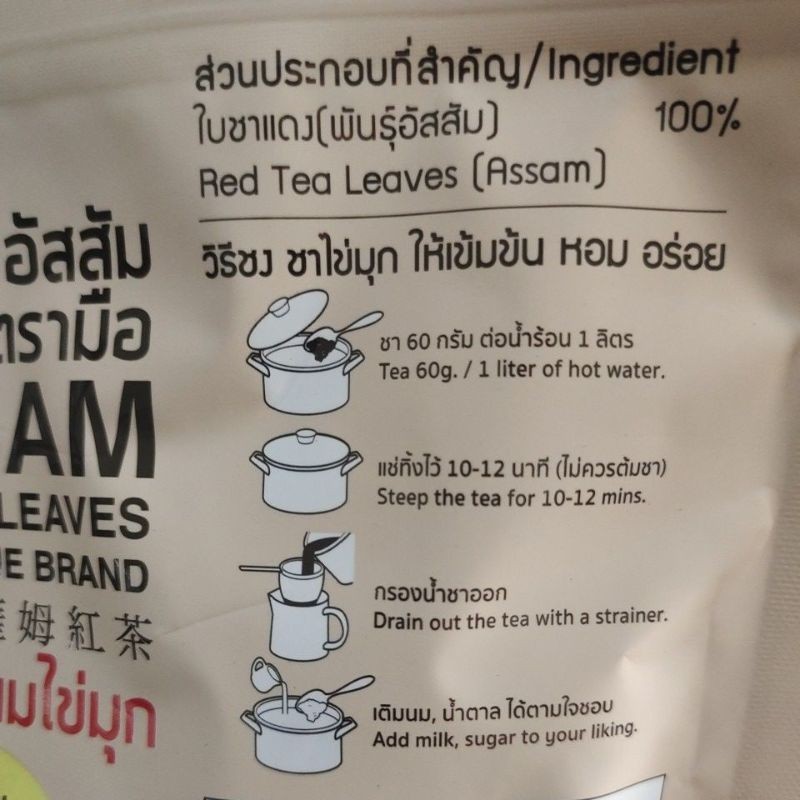 ส่วนประกอบที่สำคัญ/Ingredient
ใบชาแดง(พันธุ์อัสสัม) 100%
Red Tea Leaves (Assam)
วิธีชง ชาไข่มุก ให้เข้มข้น หอม อร่อย
ชา 60 กรัม ต่อน้ำร้อน 1 ลิตร
Tea 60g. / 1 liter of hot water.
แช่ทิ้งไว้ 10-12 นาที (ไม่ควรต้มชา)
Steep the tea for 10-12 mins.
กรองน้ำชาออก
Drain out the tea with a strainer.
เติมนม, น้ำตาล ได้ตามใจชอบ
Add milk, sugar to your liking.
อัสสัม
ตรามือ
AM
LEAVES
BRAND
姆紅茶
มไข่มุก